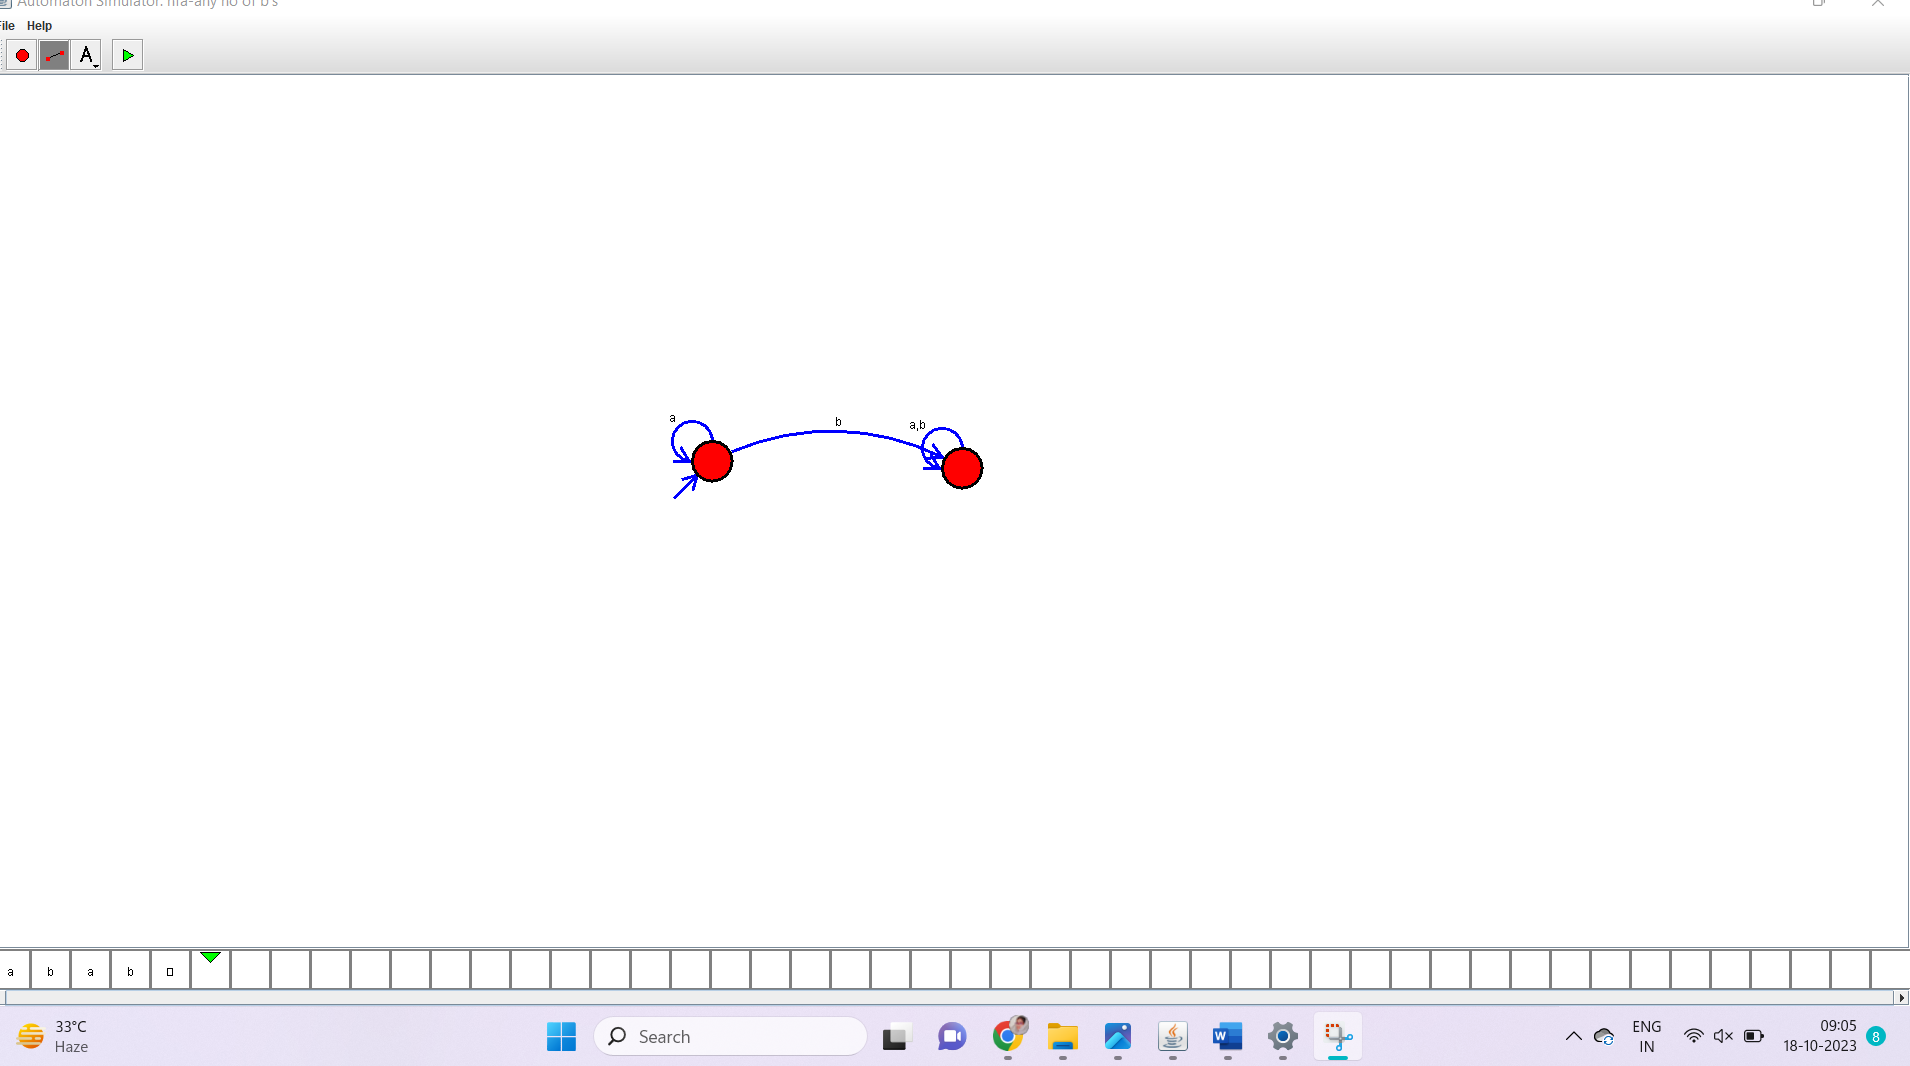 Automaton Simulator: nfa-any no of b's
File Help
A
a
b
a,b
a b a b
33°C
Haze
Search
ENG
IN
09:05
18-10-2023
8